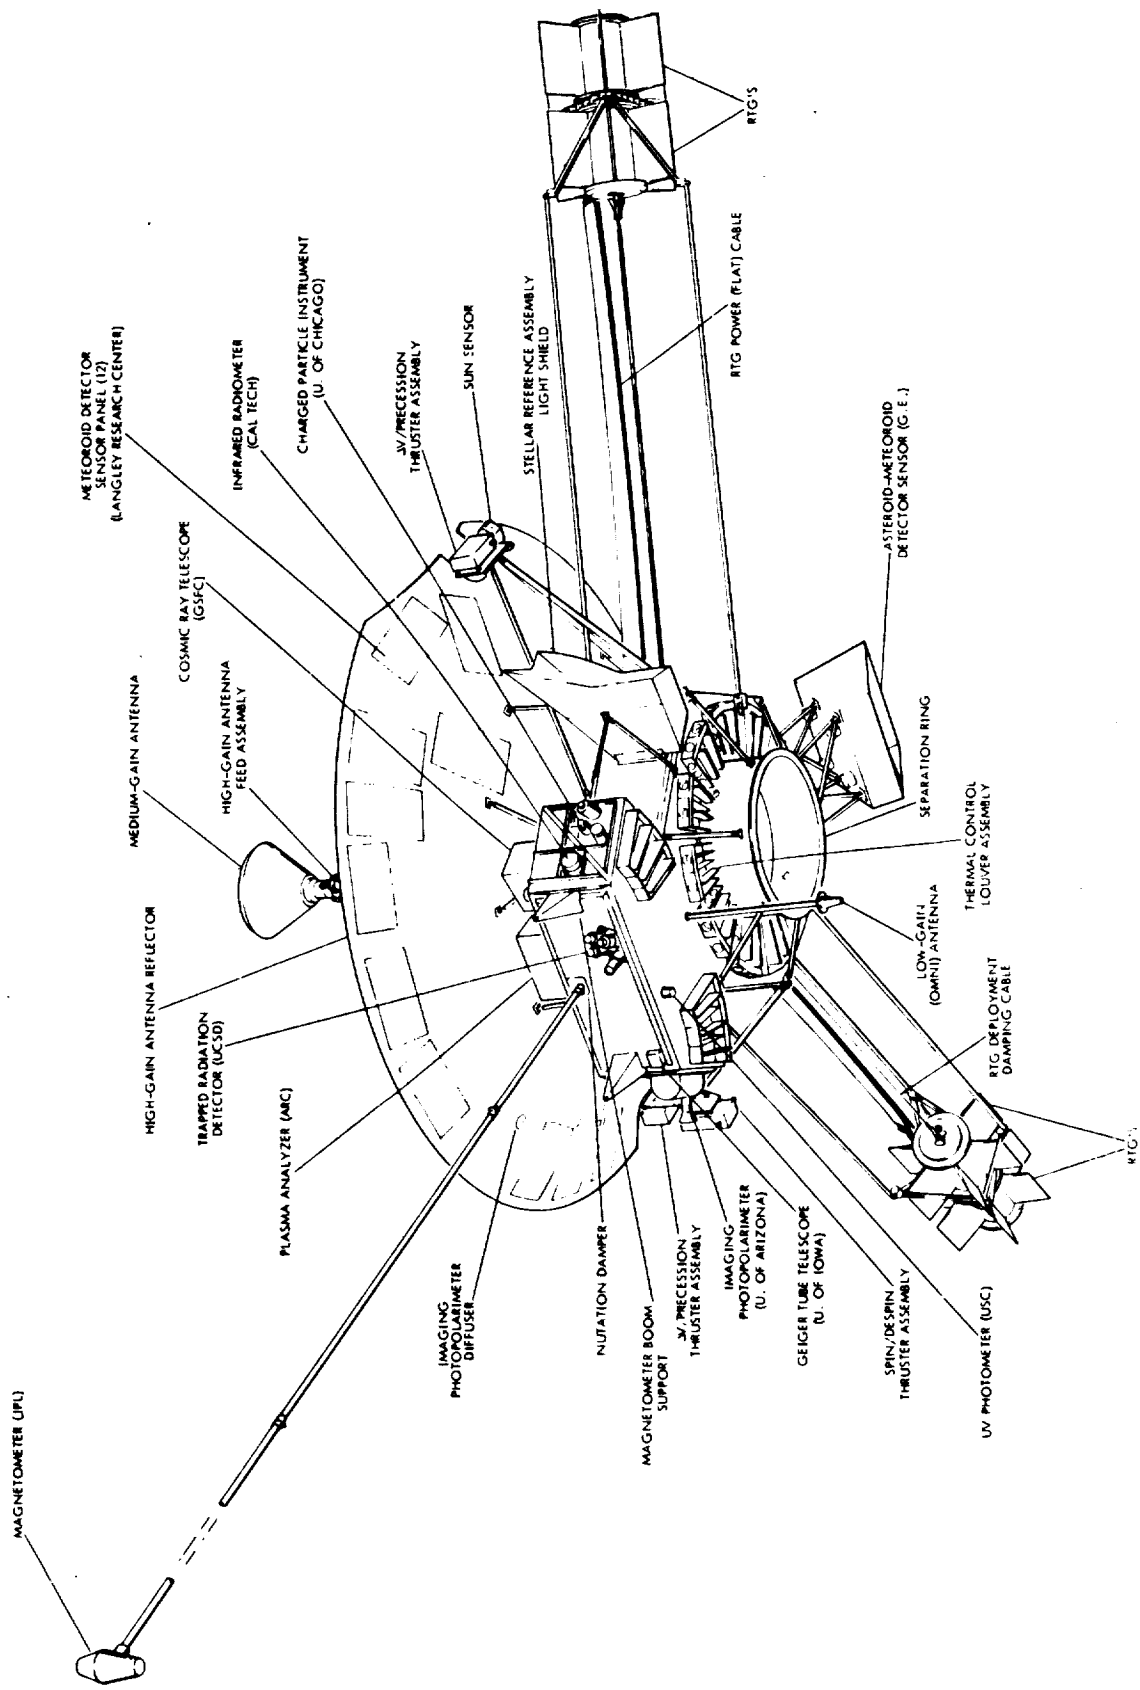 MAGNETOMETER (JPL)
HIGH-GAIN ANTENNA REFLECTOR
MEDIUM-GAIN ANTENNA
METEOROID DETECTOR
SENSOR PANEL (12)
(LANGLEY RESEARCH CENTER)
TRAPPED RADIATION
DETECTOR (UCSD)
HIGH-GAIN ANTENNA
FEED ASSEMBLY
COSMIC RAY TELESCOPE
(GSFC)
INFRARED RADIOMETER
(CAL TECH)
PLASMA ANALYZER (ARC)
CHARGED PARTICLE INSTRUMENT
(U. OF CHICAGO)
ΔV/PRECESSION
THRUSTER ASSEMBLY
SUN SENSOR
IMAGING
PHOTOPOLARIMETER
DIFFUSER
STELLAR REFERENCE ASSEMBLY
LIGHT SHIELD
NUTATION DAMPER
MAGNETOMETER BOOM
SUPPORT
ΔV/PRECESSION
THRUSTER ASSEMBLY
IMAGING
PHOTOPOLARIMETER
(U. OF ARIZONA)
RTG POWER (FLAT) CABLE
RTG'S
GEIGER TUBE TELESCOPE
(U. OF IOWA)
SPIN/DESPIN
THRUSTER ASSEMBLY
ASTEROID-METEOROID
DETECTOR SENSOR (G.E.)
SEPARATION RING
LOW-GAIN
(OMNI) ANTENNA
THERMAL CONTROL
LOUVER ASSEMBLY
UV PHOTOMETER (USC)
RTG DEPLOYMENT
DAMPING CABLE
RTG'S